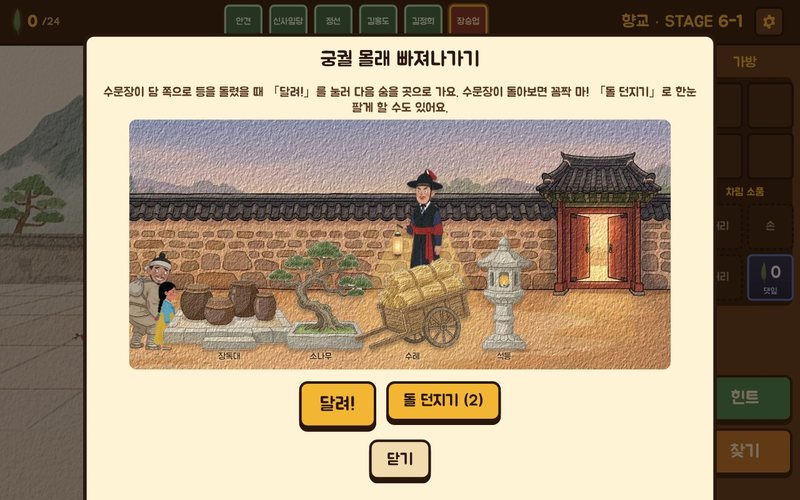 0 /24
안견
신사임당
정선
김홍도
김정희
장승업
향교 · STAGE 6-1
궁궐 몰래 빠져나가기
수문장이 담 쪽으로 등을 돌렸을 때 「달려!」를 눌러 다음 숨을 곳으로 가요. 수문장이 돌아보면 꼼짝 마! 「돌 던지기」로 한눈
팔게 할 수도 있어요.
가방
차림 소품
손
0
댓잎
장독대
소나무
수레
석등
달려!
돌 던지기 (2)
닫기
힌트
찾기